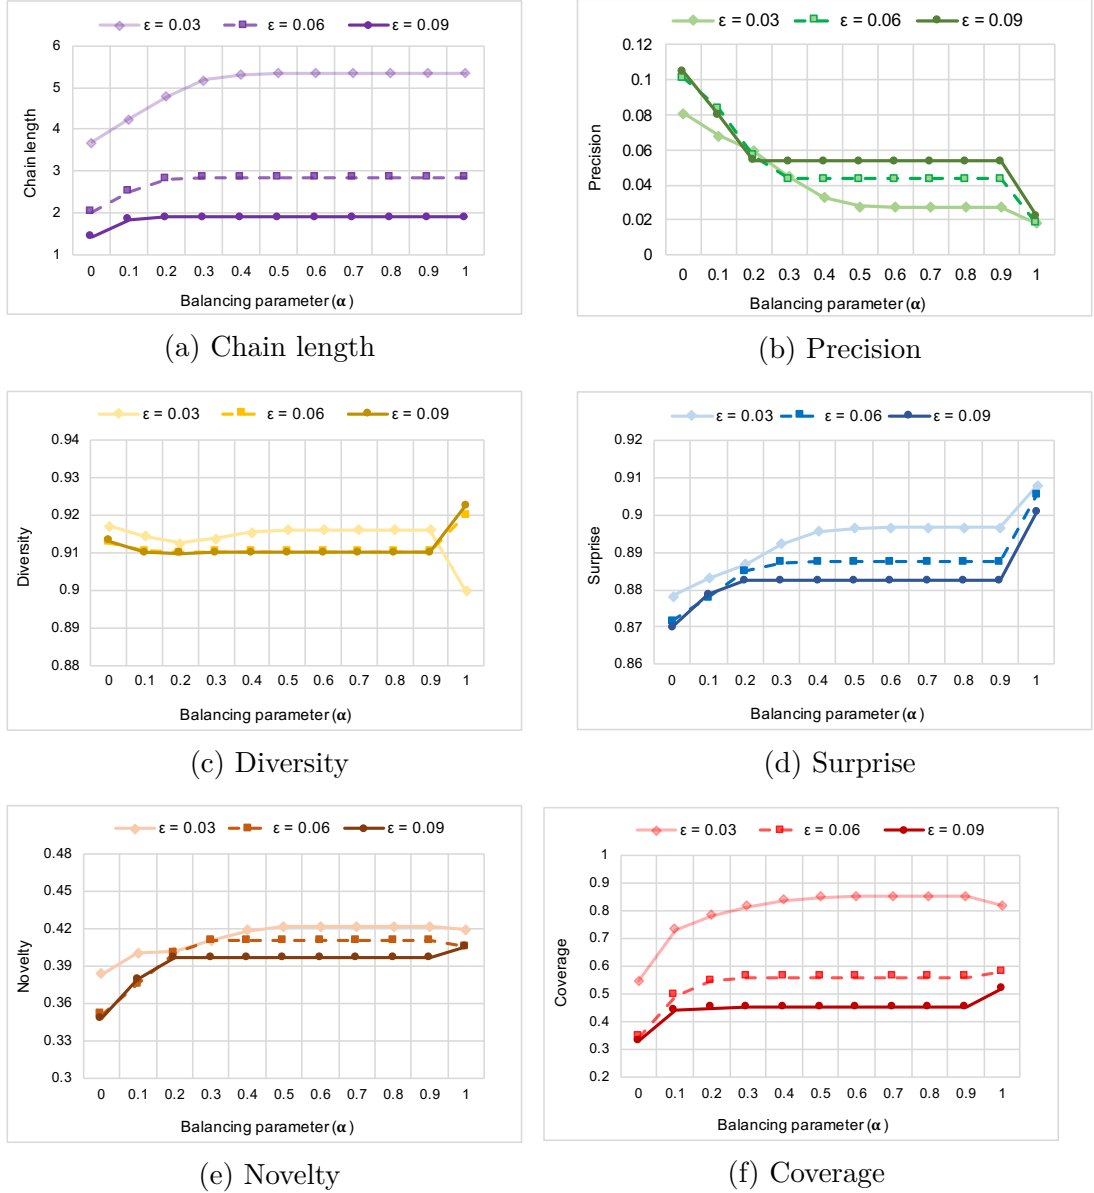 ε = 0.03 ε = 0.06 ε = 0.09
6
5
4
3
2
1
Chain length
0 0.1 0.2 0.3 0.4 0.5 0.6 0.7 0.8 0.9 1
Balancing parameter (α)
(a) Chain length
ε = 0.03 ε = 0.06 ε = 0.09
0.12
0.1
0.08
0.06
0.04
0.02
0
Precision
0 0.1 0.2 0.3 0.4 0.5 0.6 0.7 0.8 0.9 1
Balancing parameter (α)
(b) Precision
ε = 0.03 ε = 0.06 ε = 0.09
0.94
0.93
0.92
0.91
0.9
0.89
0.88
Diversity
0 0.1 0.2 0.3 0.4 0.5 0.6 0.7 0.8 0.9 1
Balancing parameter (α)
(c) Diversity
ε = 0.03 ε = 0.06 ε = 0.09
0.92
0.91
0.9
0.89
0.88
0.87
0.86
Surprise
0 0.1 0.2 0.3 0.4 0.5 0.6 0.7 0.8 0.9 1
Balancing parameter (α)
(d) Surprise
ε = 0.03 ε = 0.06 ε = 0.09
0.48
0.45
0.42
0.39
0.36
0.33
0.3
Novelty
0 0.1 0.2 0.3 0.4 0.5 0.6 0.7 0.8 0.9 1
Balancing parameter (α)
(e) Novelty
ε = 0.03 ε = 0.06 ε = 0.09
1
0.9
0.8
0.7
0.6
0.5
0.4
0.3
0.2
Coverage
0 0.1 0.2 0.3 0.4 0.5 0.6 0.7 0.8 0.9 1
Balancing parameter (α)
(f) Coverage